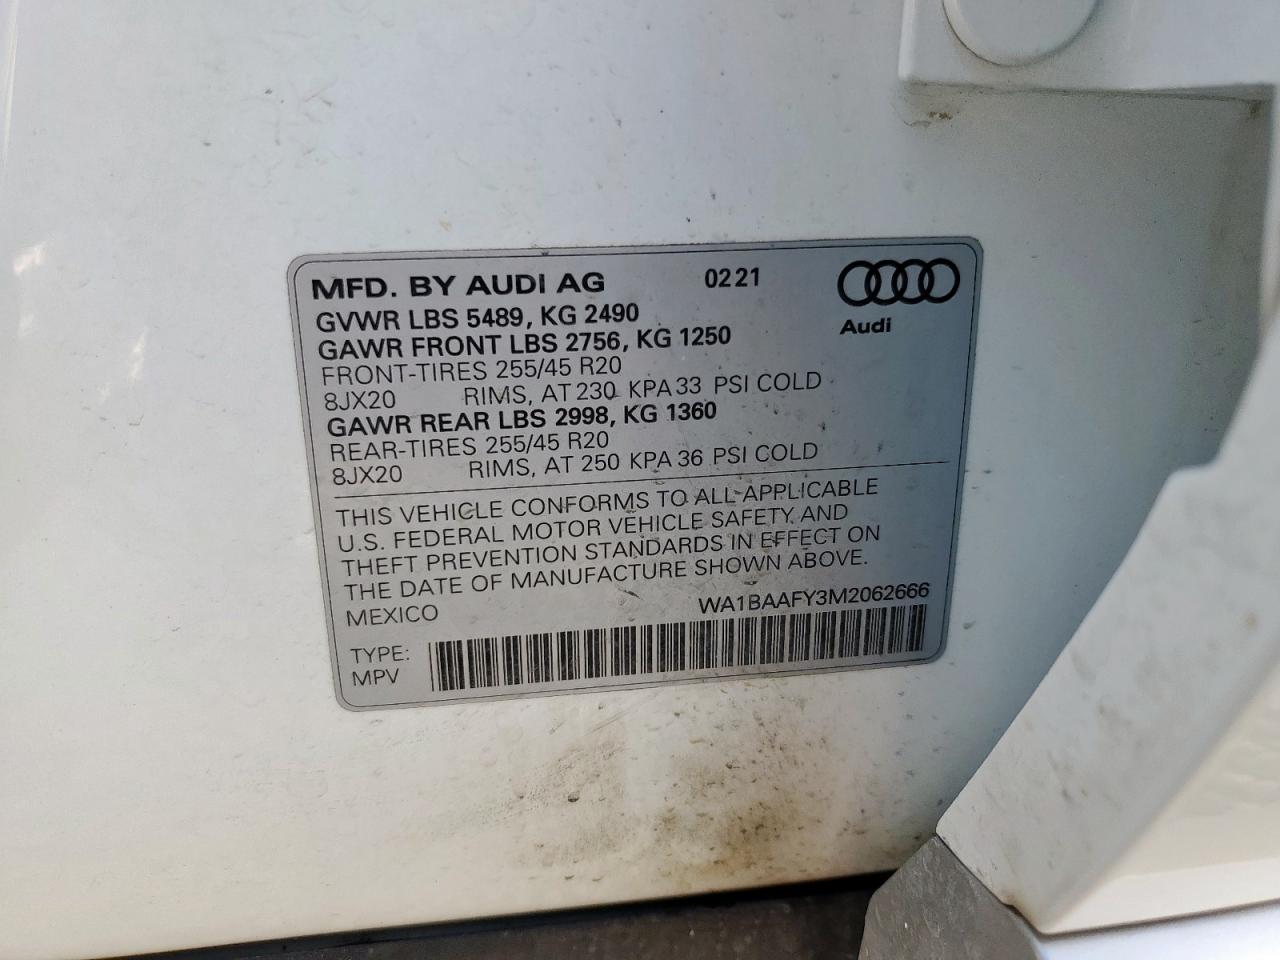 MFD. BY AUDI AG 0221
GVWR LBS 5489, KG 2490
Audi
GAWR FRONT LBS 2756, KG 1250
FRONT-TIRES 255/45 R20
8JX20 RIMS, AT 230 KPA 33 PSI COLD
GAWR REAR LBS 2998, KG 1360
REAR-TIRES 255/45 R20
8JX20 RIMS, AT 250 KPA 36 PSI COLD
THIS VEHICLE CONFORMS TO ALL APPLICABLE
U.S. FEDERAL MOTOR VEHICLE SAFETY AND
THEFT PREVENTION STANDARDS IN EFFECT ON
THE DATE OF MANUFACTURE SHOWN ABOVE.
MEXICO WA1BAAFY3M2062666
TYPE:
MPV